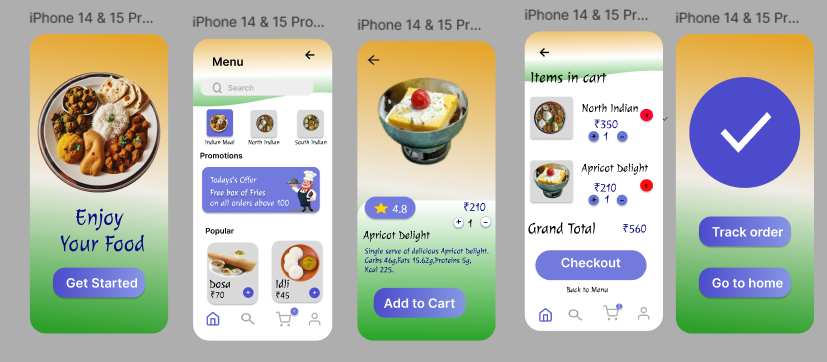 iPhone 14 & 15 Pr...
Enjoy
Your Food
Get Started
iPhone 14 & 15 Pro...
Menu
Search
Indian Meal
North Indian
South Indian
Promotions
Todays's Offer
Free box of Fries
on all orders above 100
Popular
Dosa
₹70
Idli
₹45
iPhone 14 & 15 Pr...
4.8
₹210
1
Apricot Delight
Single serve of delicious Apricot Delight.
Carbs 46g,Fats 15.62g,Proteins 5g,
Kcal 225.
Add to Cart
iPhone 14 & 15 Pr...
Items in cart
North Indian
₹350
1
Apricot Delight
₹210
1
Grand Total ₹560
Checkout
Back to Menu
iPhone 14 & 15 Pr...
Track order
Go to home